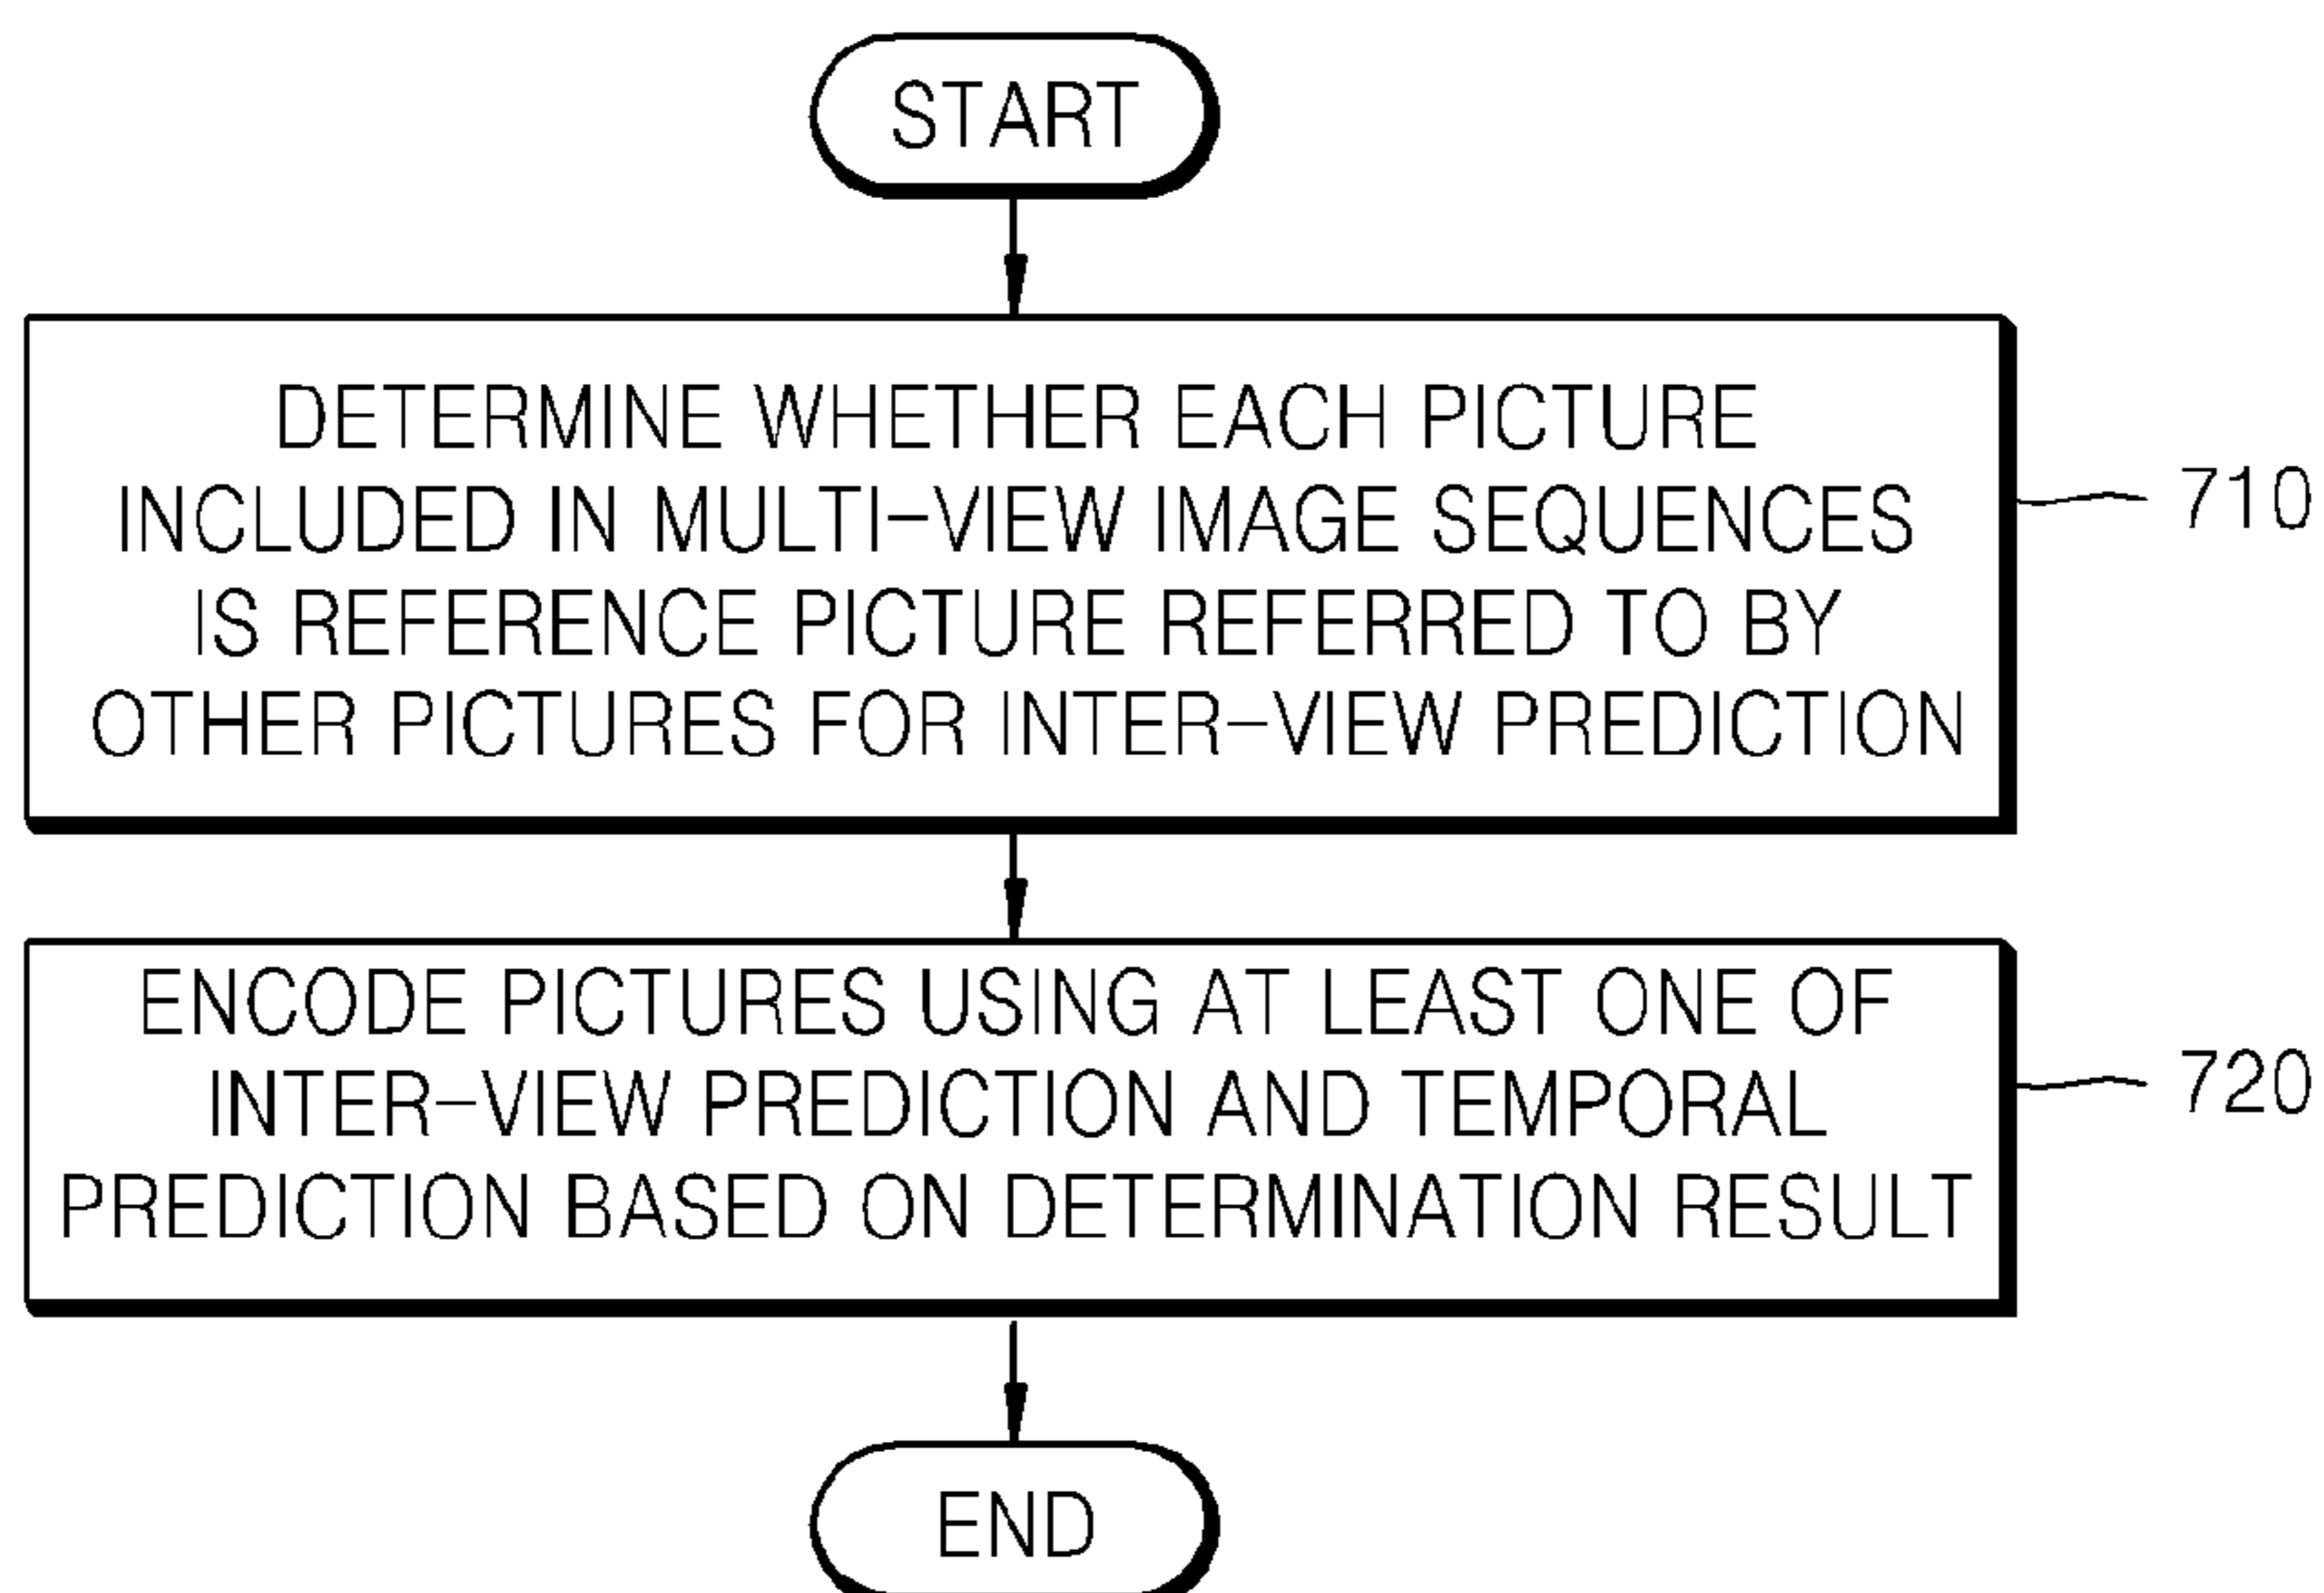 START
DETERMINE WHETHER EACH PICTURE
INCLUDED IN MULTI-VIEW IMAGE SEQUENCES
IS REFERENCE PICTURE REFERRED TO BY
OTHER PICTURES FOR INTER-VIEW PREDICTION
710
ENCODE PICTURES USING AT LEAST ONE OF
INTER-VIEW PREDICTION AND TEMPORAL
PREDICTION BASED ON DETERMINATION RESULT
720
END